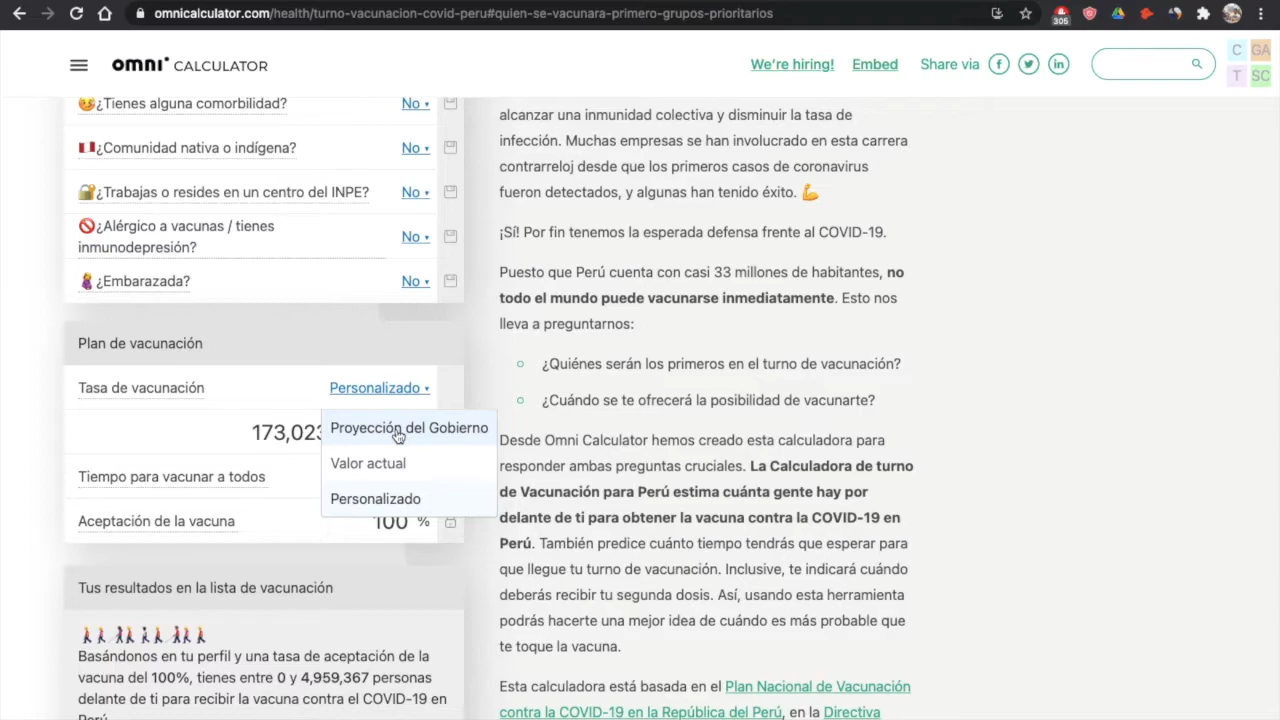 omnicalculator.com/health/turno-vacunacion-covid-peru#quien-se-vacunara-primero-grupos-prioritarios
305
omni CALCULATOR
We're hiring!
Embed
Share via
C GA
T SC
¿Tienes alguna comorbilidad? No
¿Comunidad nativa o indígena? No
¿Trabajas o resides en un centro del INPE? No
¿Alérgico a vacunas / tienes
inmunodepresión? No
¿Embarazada? No
Plan de vacunación
Tasa de vacunación Personalizado
173,023
Proyección del Gobierno
Valor actual
Personalizado
Tiempo para vacunar a todos
Aceptación de la vacuna 100 %
Tus resultados en la lista de vacunación
Basándonos en tu perfil y una tasa de aceptación de la
vacuna del 100%, tienes entre 0 y 4,959,367 personas
delante de ti para recibir la vacuna contra el COVID-19 en
Perú.
alcanzar una inmunidad colectiva y disminuir la tasa de
infección. Muchas empresas se han involucrado en esta carrera
contrarreloj desde que los primeros casos de coronavirus
fueron detectados, y algunas han tenido éxito.
¡Sí! Por fin tenemos la esperada defensa frente al COVID-19.
Puesto que Perú cuenta con casi 33 millones de habitantes, no
todo el mundo puede vacunarse inmediatamente. Esto nos
lleva a preguntarnos:
¿Quiénes serán los primeros en el turno de vacunación?
¿Cuándo se te ofrecerá la posibilidad de vacunarte?
Desde Omni Calculator hemos creado esta calculadora para
responder ambas preguntas cruciales. La Calculadora de turno
de Vacunación para Perú estima cuánta gente hay por
delante de ti para obtener la vacuna contra la COVID-19 en
Perú. También predice cuánto tiempo tendrás que esperar para
que llegue tu turno de vacunación. Inclusive, te indicará cuándo
deberás recibir tu segunda dosis. Así, usando esta herramienta
podrás hacerte una mejor idea de cuándo es más probable que
te toque la vacuna.
Esta calculadora está basada en el Plan Nacional de Vacunación
contra la COVID-19 en la República del Perú, en la Directiva